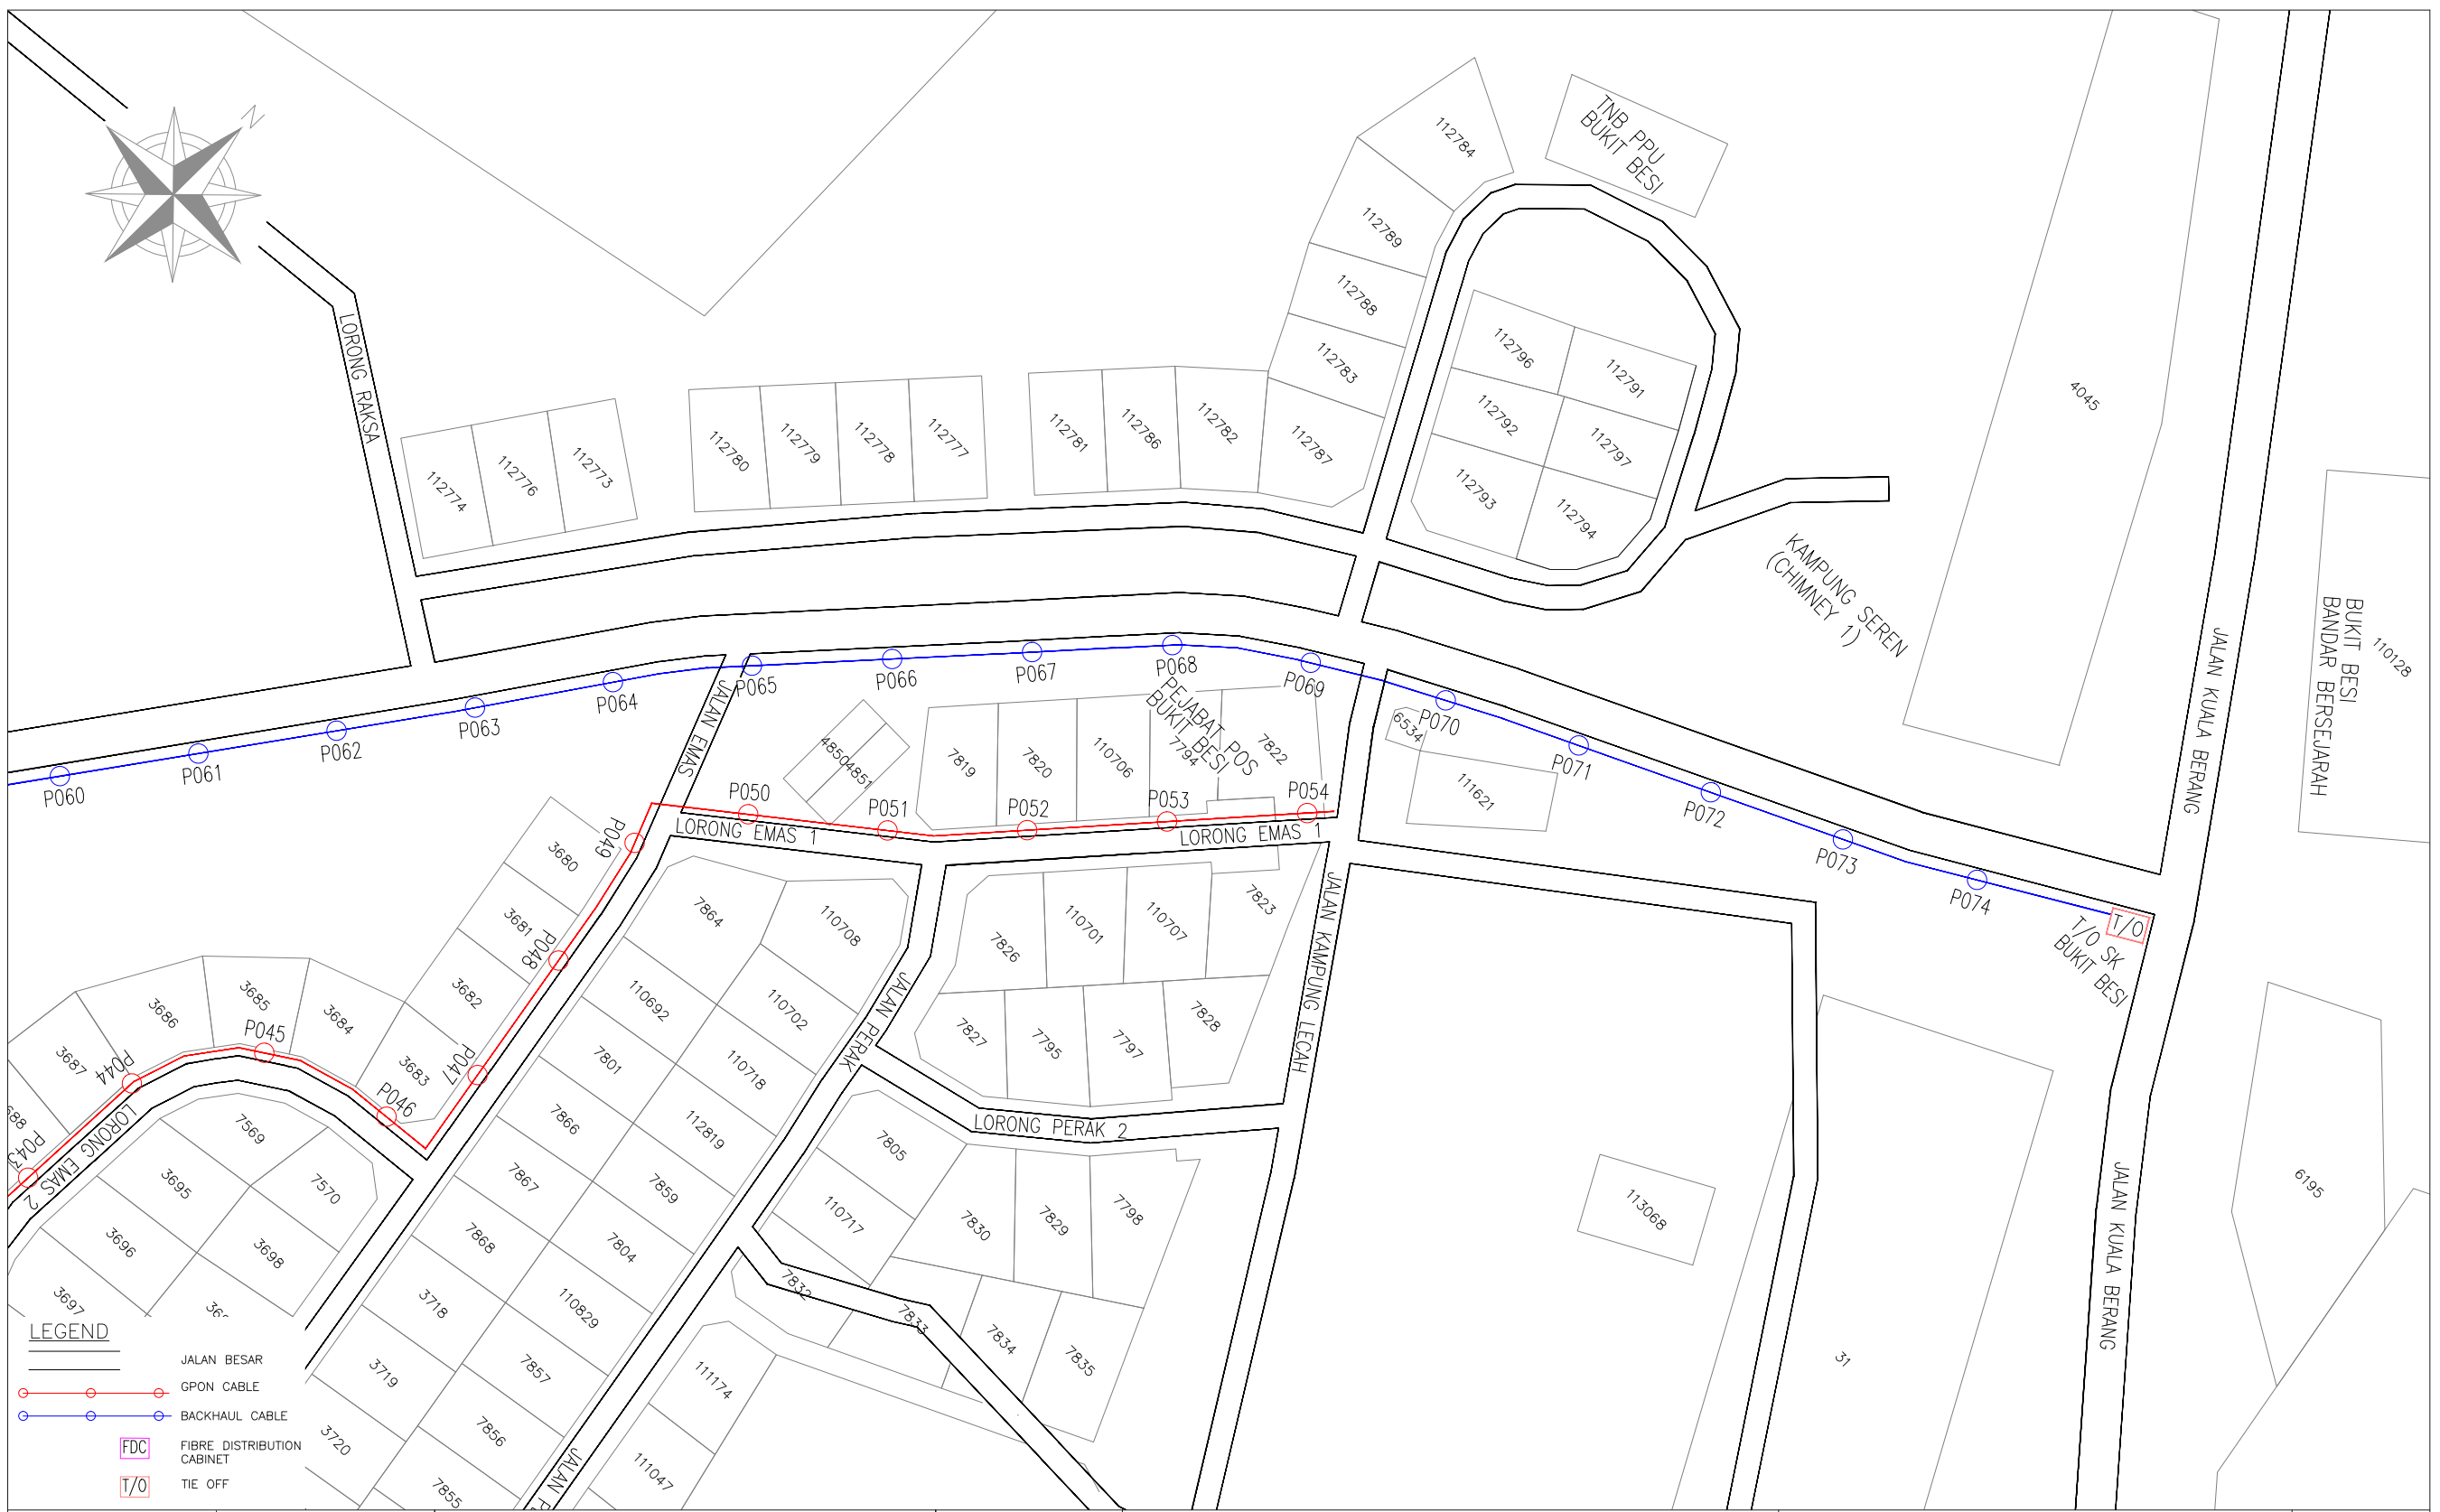 N
TNB PPU
BUKIT BESI
112784
112789
112788
112783
112787
112796
112791
112792
112797
112793
112794
4045
LORONG RAKSA
112774
112776
112773
112780
112779
112778
112777
112781
112786
112782
KAMPUNG SEREN
(CHIMNEY 1)
JALAN KUALA BERANG
BUKIT BESI
BANDAR BERSEJARAH
110128
P060
P061
P062
P063
P064
P065
P066
P067
P068
P069
P070
P071
P072
P073
P074
T/O
T/O SK
BUKIT BESI
JALAN EMAS
4850
4851
7819
7820
110706
7794
7822
PEJABAT POS
BUKIT BESI
6534
111621
P049
P050
P051
P052
P053
P054
LORONG EMAS 1
LORONG EMAS 1
3680
3681
P048
3682
3683
P047
3684
3685
P045
3686
3687
P044
P046
688
P043
LORONG EMAS 2
7864
110708
110692
110702
7801
110718
7866
112819
7867
7859
7868
7804
3718
110829
3719
7857
3720
7856
7855
JALAN PERAK
7826
110701
110707
7823
7827
7795
7797
7828
JALAN KAMPUNG LECAH
LORONG PERAK 2
7805
110717
7830
7829
7798
7832
7833
7834
7835
111174
111047
JALAN PE
7569
7570
3695
3696
3698
3697
113068
31
JALAN KUALA BERANG
6195
LEGEND
JALAN BESAR
GPON CABLE
BACKHAUL CABLE
FDC
FIBRE DISTRIBUTION
CABINET
T/O
TIE OFF